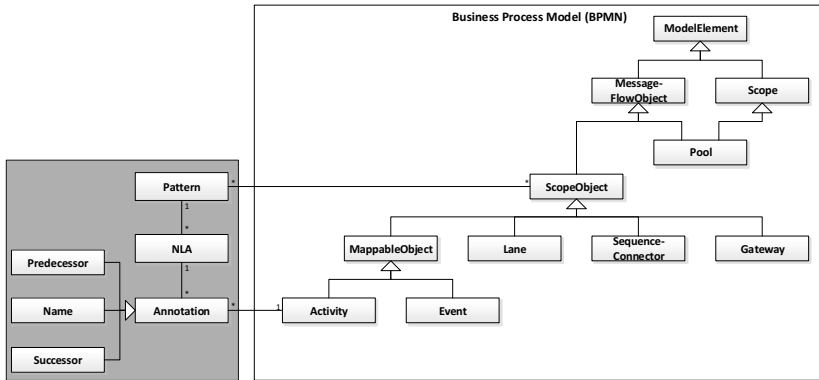 Business Process Model (BPMN)
ModelElement
Message-
FlowObject
Scope
Pool
Pattern
*
*
ScopeObject
1
*
NLA
MappableObject
Lane
Sequence-
Connector
Gateway
Predecessor
1
*
Name
Annotation
*
1
Activity
Event
Successor